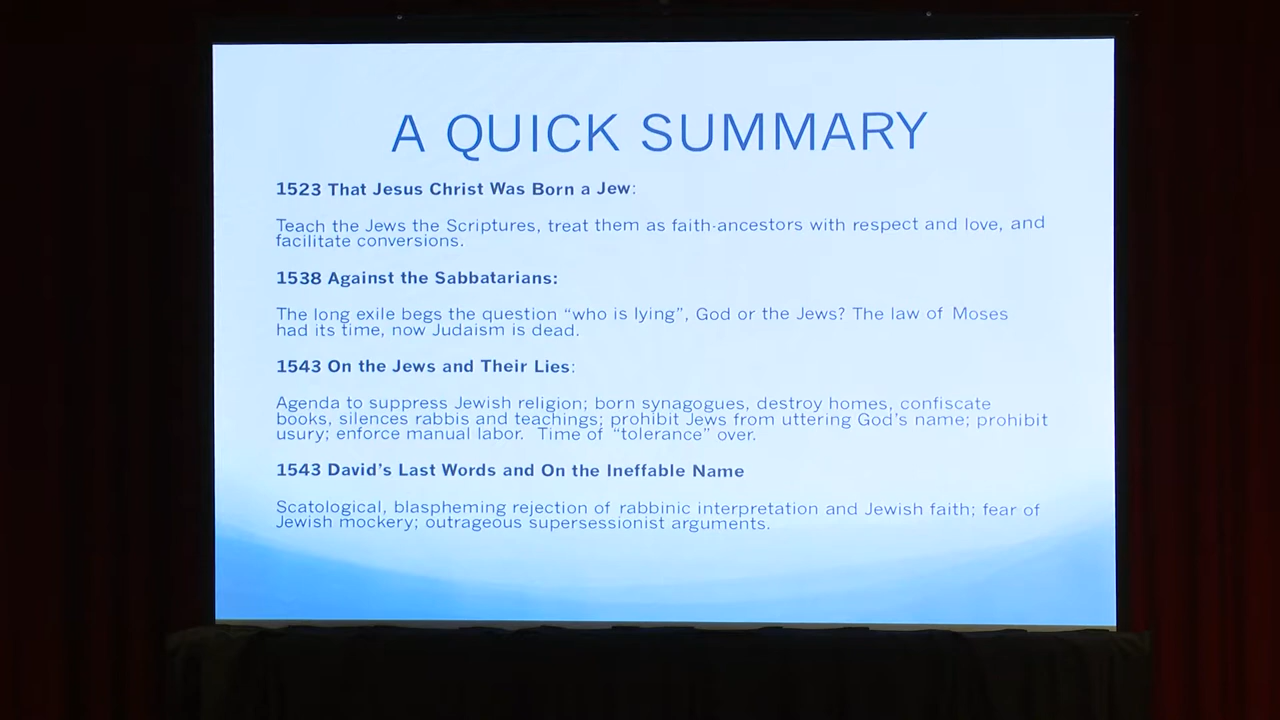 A QUICK SUMMARY
1523 That Jesus Christ Was Born a Jew:
Teach the Jews the Scriptures, treat them as faith-ancestors with respect and love, and
facilitate conversions.
1538 Against the Sabbatarians:
The long exile begs the question “who is lying”, God or the Jews? The law of Moses
had its time, now Judaism is dead.
1543 On the Jews and Their Lies:
Agenda to suppress Jewish religion; born synagogues, destroy homes, confiscate
books, silences rabbis and teachings; prohibit Jews from uttering God’s name; prohibit
usury; enforce manual labor.  Time of “tolerance” over.
1543 David’s Last Words and On the Ineffable Name
Scatological, blaspheming rejection of rabbinic interpretation and Jewish faith; fear of
Jewish mockery; outrageous supersessionist arguments.